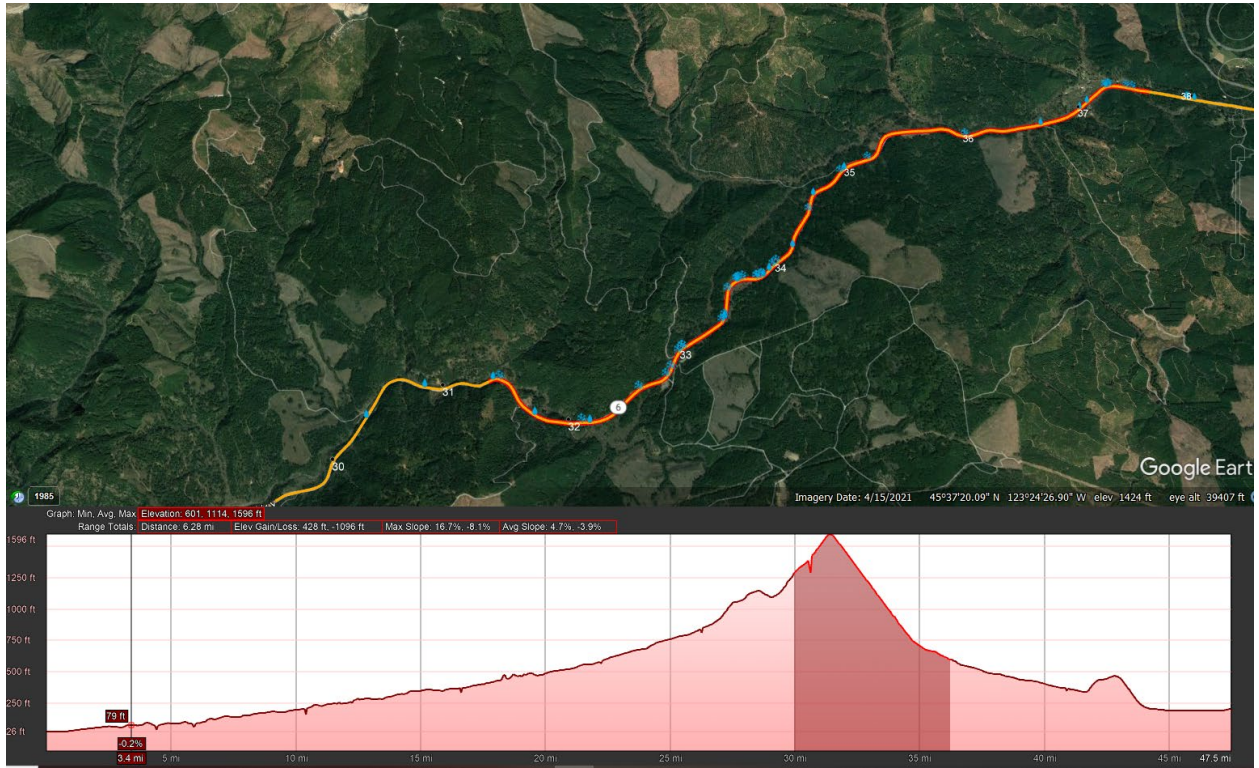 38
37
36
35
34
33
6
31
32
30
Google Eart
1985
Imagery Date: 4/15/2021 45°37'20.09" N 123°24'26.90" W elev 1424 ft eye alt 39407 ft
Graph: Min, Avg, Max Elevation: 601, 1114, 1596 ft
Range Totals: Distance: 6.28 mi Elev Gain/Loss: 428 ft, -1096 ft Max Slope: 16.7%, -8.1% Avg Slope: 4.7%, -3.9%
1596 ft
1250 ft
1000 ft
750 ft
500 ft
250 ft
79 ft
26 ft
-0.2%
3.4 mi 5 mi 10 mi 15 mi 20 mi 25 mi 30 mi 35 mi 40 mi 45 mi 47.5 mi